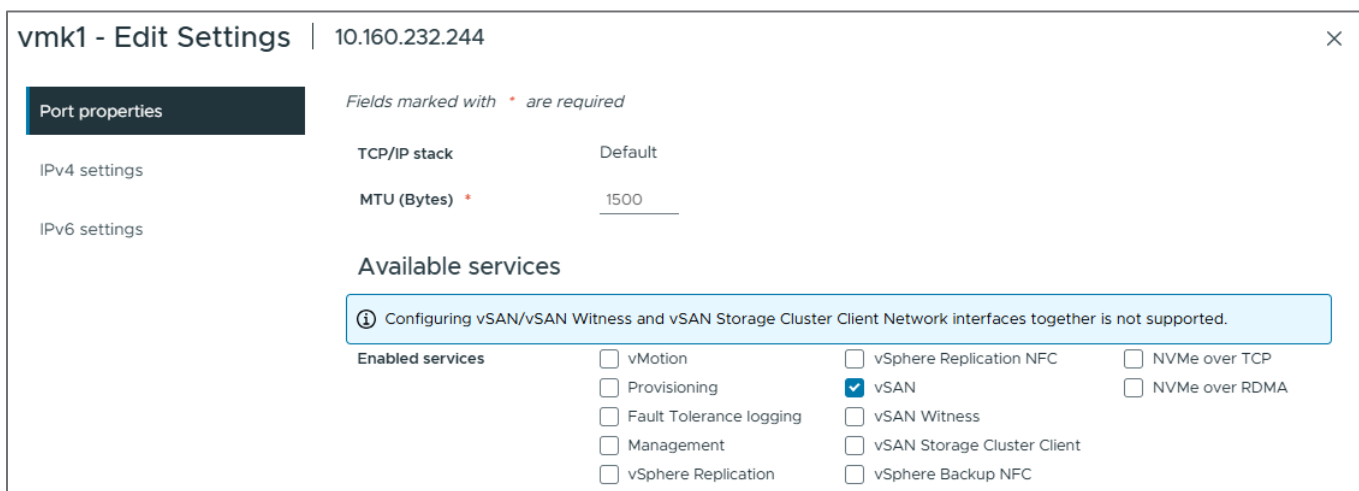 vmk1 - Edit Settings | 10.160.232.244
Port properties
IPv4 settings
IPv6 settings
Fields marked with * are required
TCP/IP stack Default
MTU (Bytes) * 1500
Available services
Configuring vSAN/vSAN Witness and vSAN Storage Cluster Client Network interfaces together is not supported.
Enabled services vMotion vSphere Replication NFC NVMe over TCP
Provisioning vSAN NVMe over RDMA
Fault Tolerance logging vSAN Witness
Management vSAN Storage Cluster Client
vSphere Replication vSphere Backup NFC